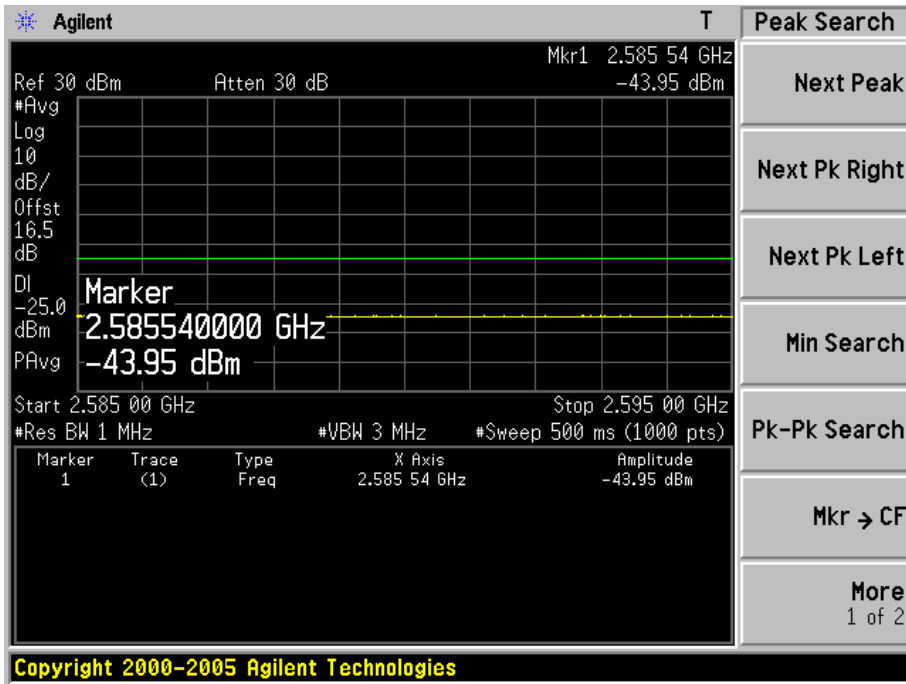 Agilent T Peak Search
Mkr1 2.585 54 GHz
Ref 30 dBm Atten 30 dB -43.95 dBm
#Avg
Log
10
dB/
Offst
16.5
dB
DI
-25.0
dBm
PAvg
Marker
2.585540000 GHz
-43.95 dBm
Start 2.585 00 GHz Stop 2.595 00 GHz
#Res BW 1 MHz #VBW 3 MHz #Sweep 500 ms (1000 pts)
Marker Trace Type X Axis Amplitude
1 (1) Freq 2.585 54 GHz -43.95 dBm
Next Peak
Next Pk Right
Next Pk Left
Min Search
Pk-Pk Search
Mkr → CF
More
1 of 2
Copyright 2000-2005 Agilent Technologies